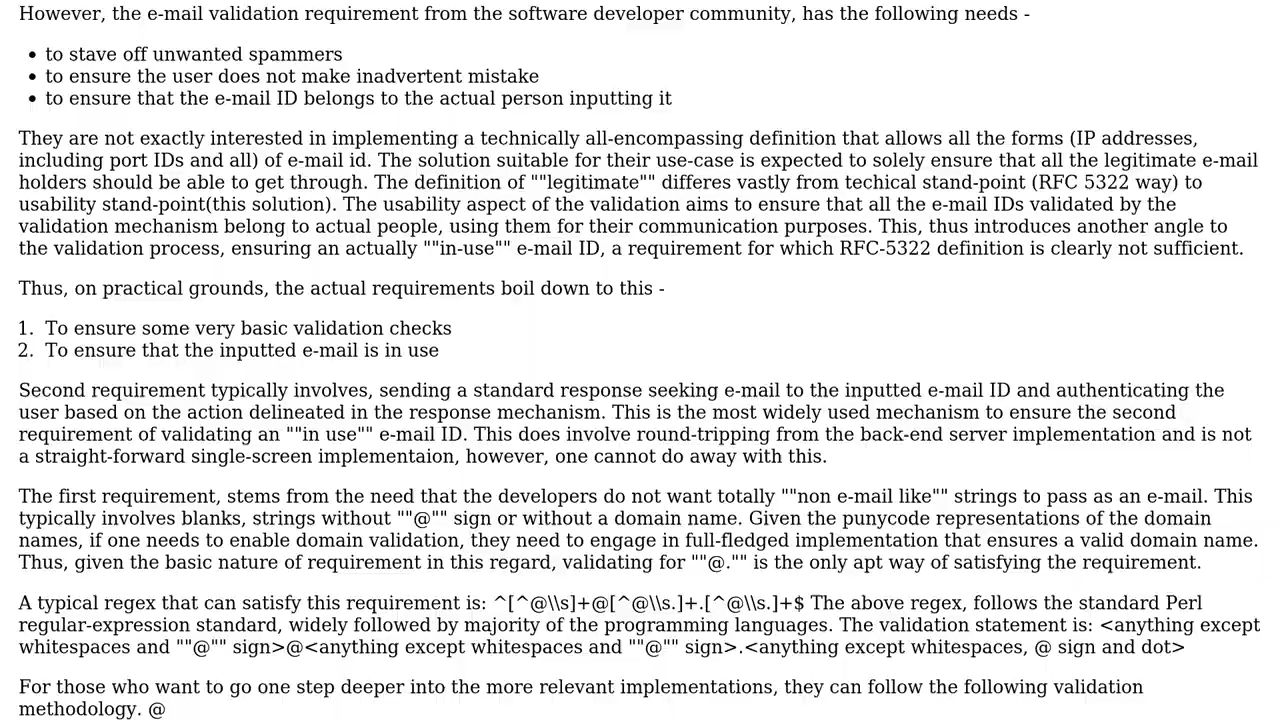 However, the e-mail validation requirement from the software developer community, has the following needs -
• to stave off unwanted spammers
• to ensure the user does not make inadvertent mistake
• to ensure that the e-mail ID belongs to the actual person inputting it
They are not exactly interested in implementing a technically all-encompassing definition that allows all the forms (IP addresses,
including port IDs and all) of e-mail id. The solution suitable for their use-case is expected to solely ensure that all the legitimate e-mail
holders should be able to get through. The definition of ""legitimate"" differes vastly from techical stand-point (RFC 5322 way) to
usability stand-point(this solution). The usability aspect of the validation aims to ensure that all the e-mail IDs validated by the
validation mechanism belong to actual people, using them for their communication purposes. This, thus introduces another angle to
the validation process, ensuring an actually ""in-use"" e-mail ID, a requirement for which RFC-5322 definition is clearly not sufficient.
Thus, on practical grounds, the actual requirements boil down to this -
1. To ensure some very basic validation checks
2. To ensure that the inputted e-mail is in use
Second requirement typically involves, sending a standard response seeking e-mail to the inputted e-mail ID and authenticating the
user based on the action delineated in the response mechanism. This is the most widely used mechanism to ensure the second
requirement of validating an ""in use"" e-mail ID. This does involve round-tripping from the back-end server implementation and is not
a straight-forward single-screen implementaion, however, one cannot do away with this.
The first requirement, stems from the need that the developers do not want totally ""non e-mail like"" strings to pass as an e-mail. This
typically involves blanks, strings without ""@"" sign or without a domain name. Given the punycode representations of the domain
names, if one needs to enable domain validation, they need to engage in full-fledged implementation that ensures a valid domain name.
Thus, given the basic nature of requirement in this regard, validating for ""@."" is the only apt way of satisfying the requirement.
A typical regex that can satisfy this requirement is: ^[^@\\s]+@[^@\\s.]+.[^@\\s.]+$ The above regex, follows the standard Perl
regular-expression standard, widely followed by majority of the programming languages. The validation statement is: <anything except
whitespaces and ""@"" sign>@<anything except whitespaces and ""@"" sign>.<anything except whitespaces, @ sign and dot>
For those who want to go one step deeper into the more relevant implementations, they can follow the following validation
methodology. @